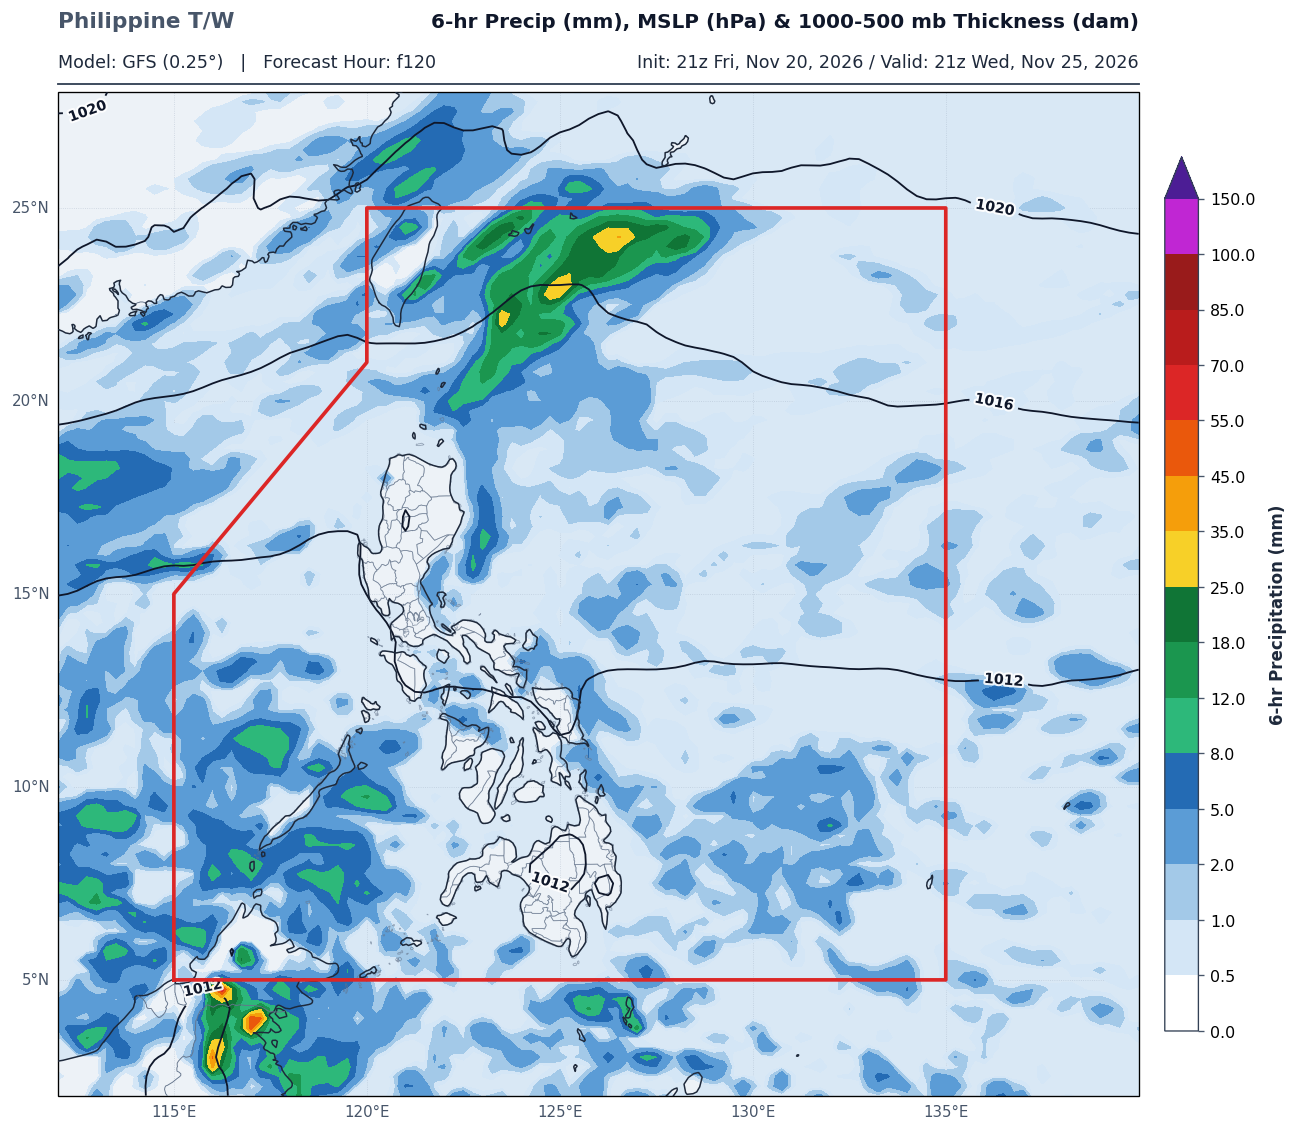 Philippine T/W
6-hr Precip (mm), MSLP (hPa) & 1000-500 mb Thickness (dam)
Model: GFS (0.25°) | Forecast Hour: f120
Init: 21z Fri, Nov 20, 2026 / Valid: 21z Wed, Nov 25, 2026
1020
1020
1016
1012
1012
1012
25°N
20°N
15°N
10°N
5°N
115°E
120°E
125°E
130°E
135°E
150.0
100.0
85.0
70.0
55.0
45.0
35.0
25.0
18.0
12.0
8.0
5.0
2.0
1.0
0.5
0.0
6-hr Precipitation (mm)